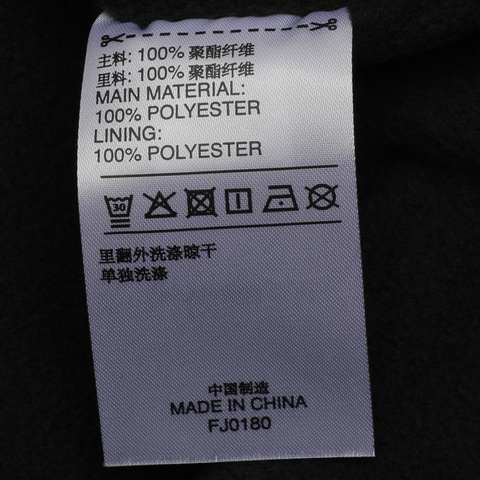 主料: 100% 聚酯纤维
里料: 100% 聚酯纤维
MAIN MATERIAL:
100% POLYESTER
LINING:
100% POLYESTER
30
里翻外洗涤晾干
单独洗涤
中国制造
MADE IN CHINA
FJ0180